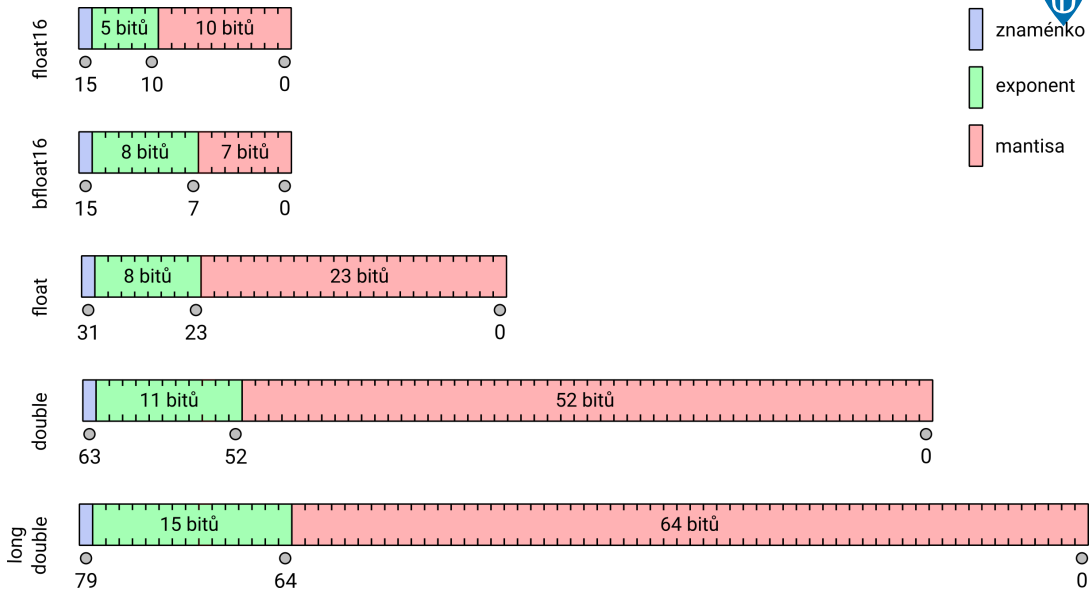 float16
5 bitů 10 bitů
15 10 0
bfloat16
8 bitů 7 bitů
15 7 0
float
8 bitů 23 bitů
31 23 0
double
11 bitů 52 bitů
63 52 0
long
double
15 bitů 64 bitů
79 64 0
znaménko
exponent
mantisa